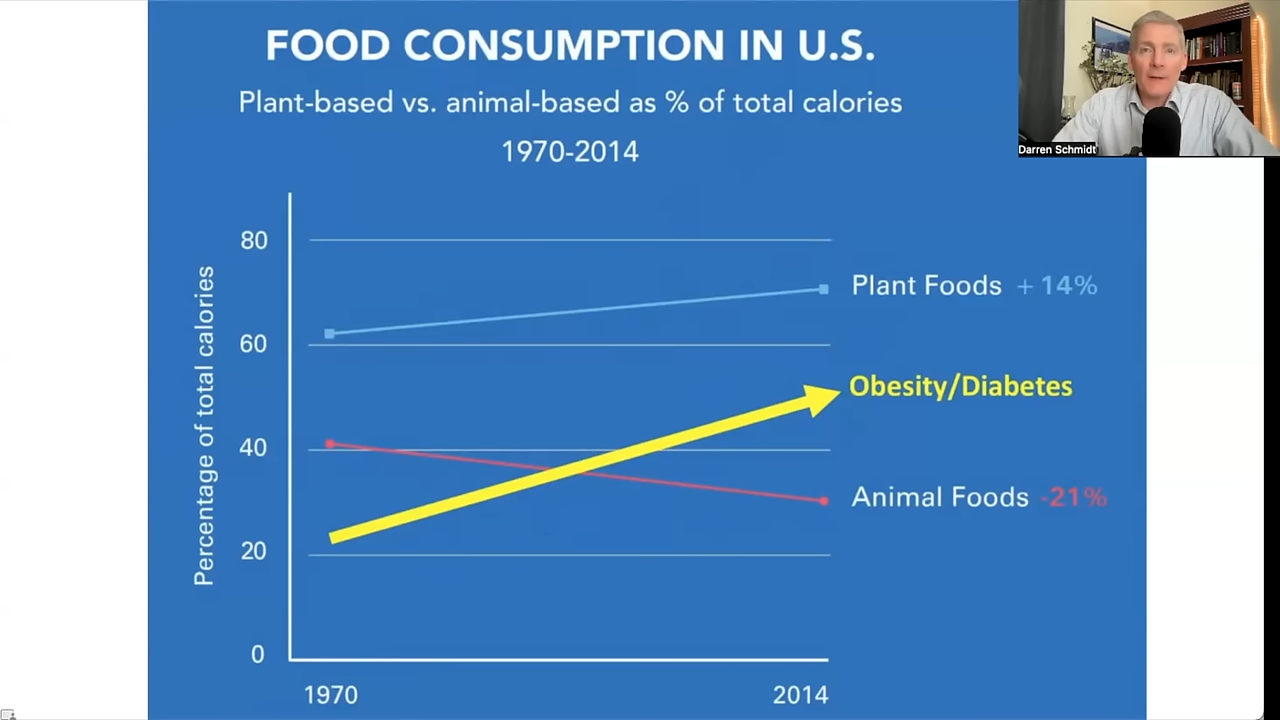 FOOD CONSUMPTION IN U.S.
Plant-based vs. animal-based as % of total calories
1970-2014
Darren Schmidt
Percentage of total calories
80
60
40
20
0
Plant Foods +14%
Obesity/Diabetes
Animal Foods -21%
1970 2014